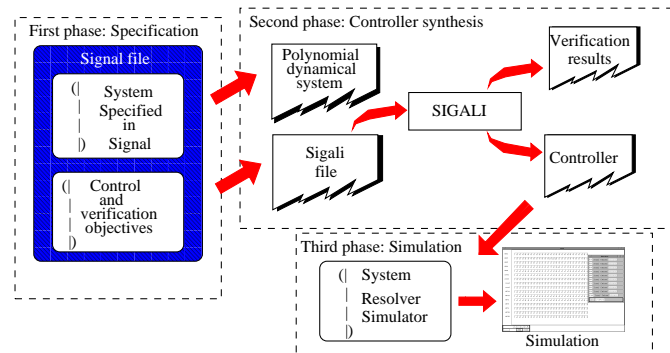 First phase: Specification
Signal file
(| System
| Specified
| in
|) Signal
(| Control
| and
| verification
| objectives
|)
Second phase: Controller synthesis
Polynomial
dynamical
system
Sigali
file
SIGALI
Verification
results
Controller
Third phase: Simulation
(| System
|
| Resolver
| Simulator
|)
Simulation